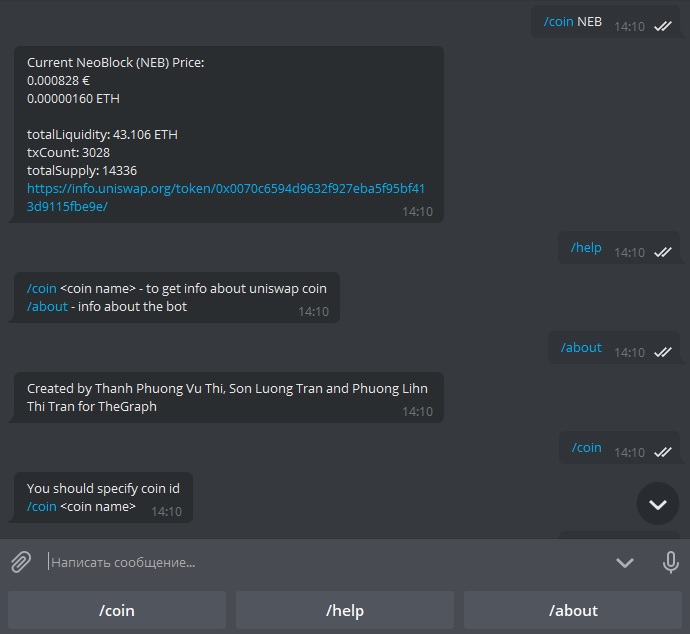 /coin NEB 14:10
Current NeoBlock (NEB) Price:
0.000828 €
0.00000160 ETH
totalLiquidity: 43.106 ETH
txCount: 3028
totalSupply: 14336
https://info.uniswap.org/token/0x0070c6594d9632f927eba5f95bf41
3d9115fbe9e/
14:10
/help 14:10
/coin <coin name> - to get info about uniswap coin
/about - info about the bot
14:10
/about 14:10
Created by Thanh Phuong Vu Thi, Son Luong Tran and Phuong Lihn
Thi Tran for TheGraph
14:10
/coin 14:10
You should specify coin id
/coin <coin name> 14:10
Написать сообщение...
/coin /help /about